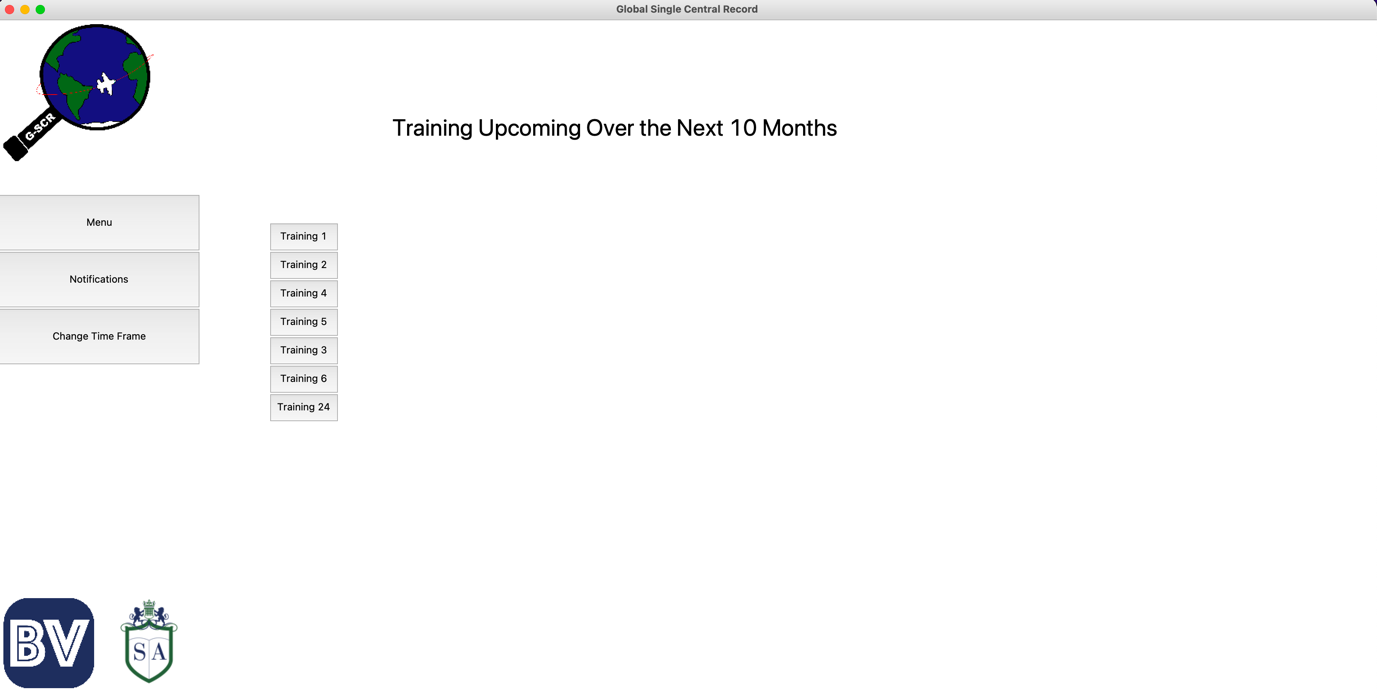 Global Single Central Record
G-SCR
Training Upcoming Over the Next 10 Months
Menu
Notifications
Change Time Frame
Training 1
Training 2
Training 4
Training 5
Training 3
Training 6
Training 24
BV
SA